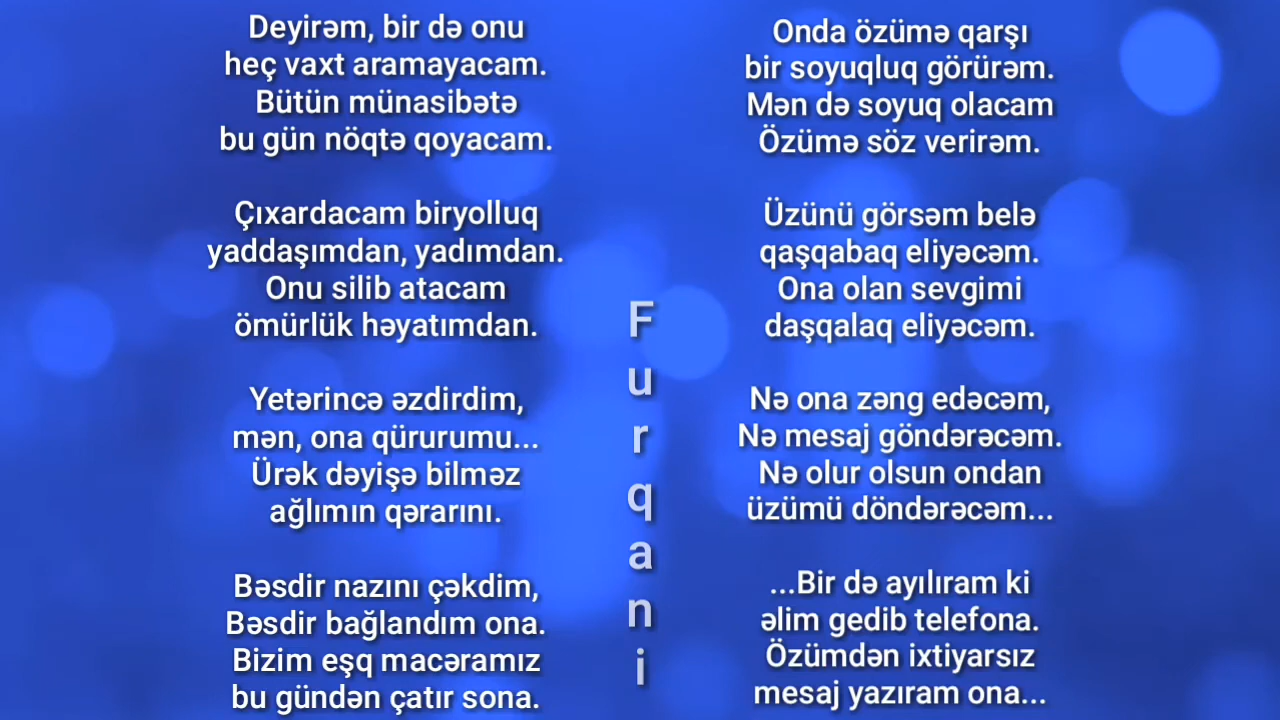 Deyirəm, bir də onu
heç vaxt aramayacam.
Bütün münasibətə
bu gün nöqtə qoyacam.
Çıxardacam biryolluq
yaddaşımdan, yadımdan.
Onu silib atacam
ömürlük həyatımdan.
Yetərincə əzdirdim,
mən, ona qürurumu...
Ürək dəyişə bilməz
ağlımın qərarını.
Bəsdir nazını çəkdim,
Bəsdir bağlandım ona.
Bizim eşq macəramız
bu gündən çatır sona.
Furqani
Onda özümə qarşı
bir soyuqluq görürəm.
Mən də soyuq olacam
Özümə söz verirəm.
Üzünü görsəm belə
qaşqabaq eliyəcəm.
Ona olan sevgimi
daşqalaq eliyəcəm.
Nə ona zəng edəcəm,
Nə mesaj göndərəcəm.
Nə olur olsun ondan
üzümü döndərəcəm...
...Bir də ayılıram ki
əlim gedib telefona.
Özümdən ixtiyarsız
mesaj yazıram ona...